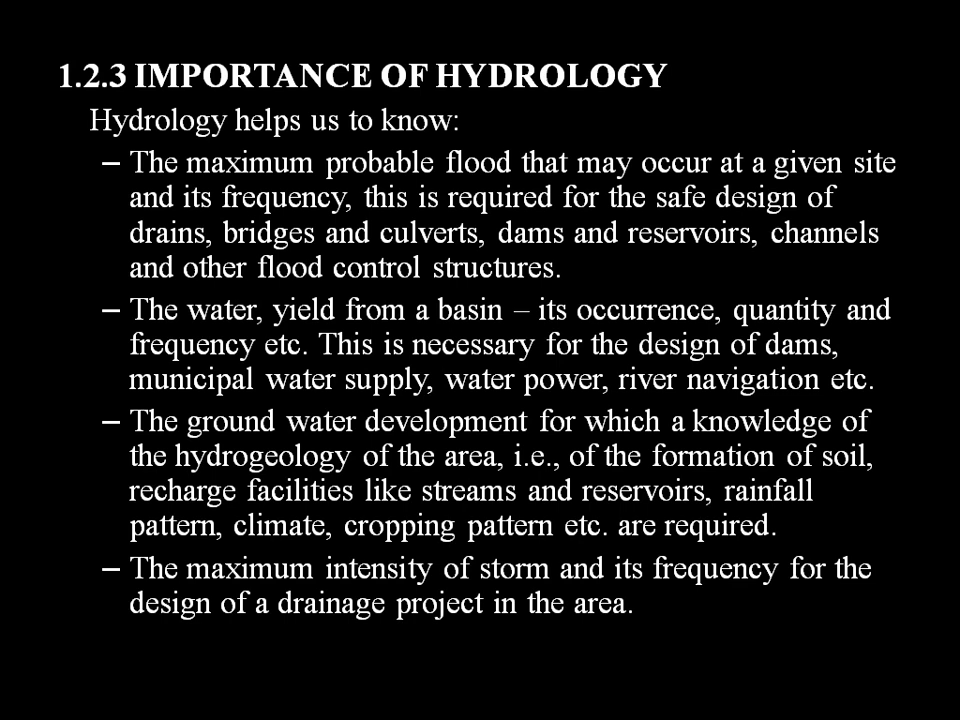 1.2.3 IMPORTANCE OF HYDROLOGY
Hydrology helps us to know:
– The maximum probable flood that may occur at a given site
and its frequency, this is required for the safe design of
drains, bridges and culverts, dams and reservoirs, channels
and other flood control structures.
– The water, yield from a basin – its occurrence, quantity and
frequency etc. This is necessary for the design of dams,
municipal water supply, water power, river navigation etc.
– The ground water development for which a knowledge of
the hydrogeology of the area, i.e., of the formation of soil,
recharge facilities like streams and reservoirs, rainfall
pattern, climate, cropping pattern etc. are required.
– The maximum intensity of storm and its frequency for the
design of a drainage project in the area.